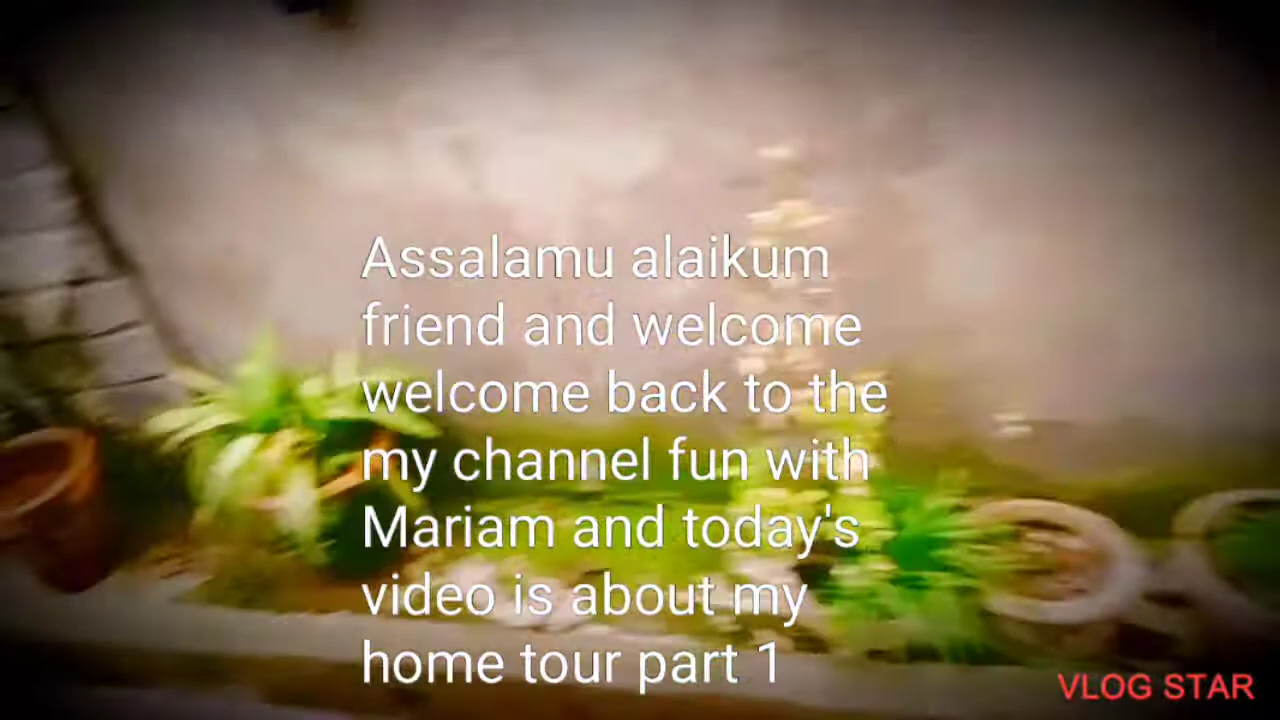 Assalamu alaikum
friend and welcome
welcome back to the
my channel fun with
Mariam and today's
video is about my
home tour part 1
VLOG STAR